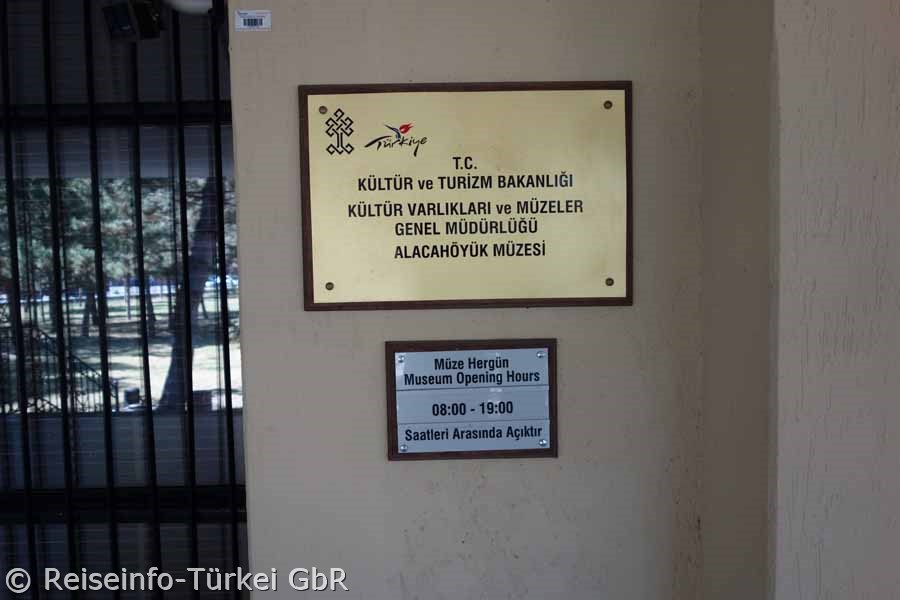 Türkiye
T.C.
KÜLTÜR ve TURİZM BAKANLIĞI
KÜLTÜR VARLIKLARI ve MÜZELER
GENEL MÜDÜRLÜĞÜ
ALACAHÖYÜK MÜZESİ
Müze Hergün
Museum Opening Hours
08:00 - 19:00
Saatleri Arasında Açıktır
© Reiseinfo-Türkei GbR